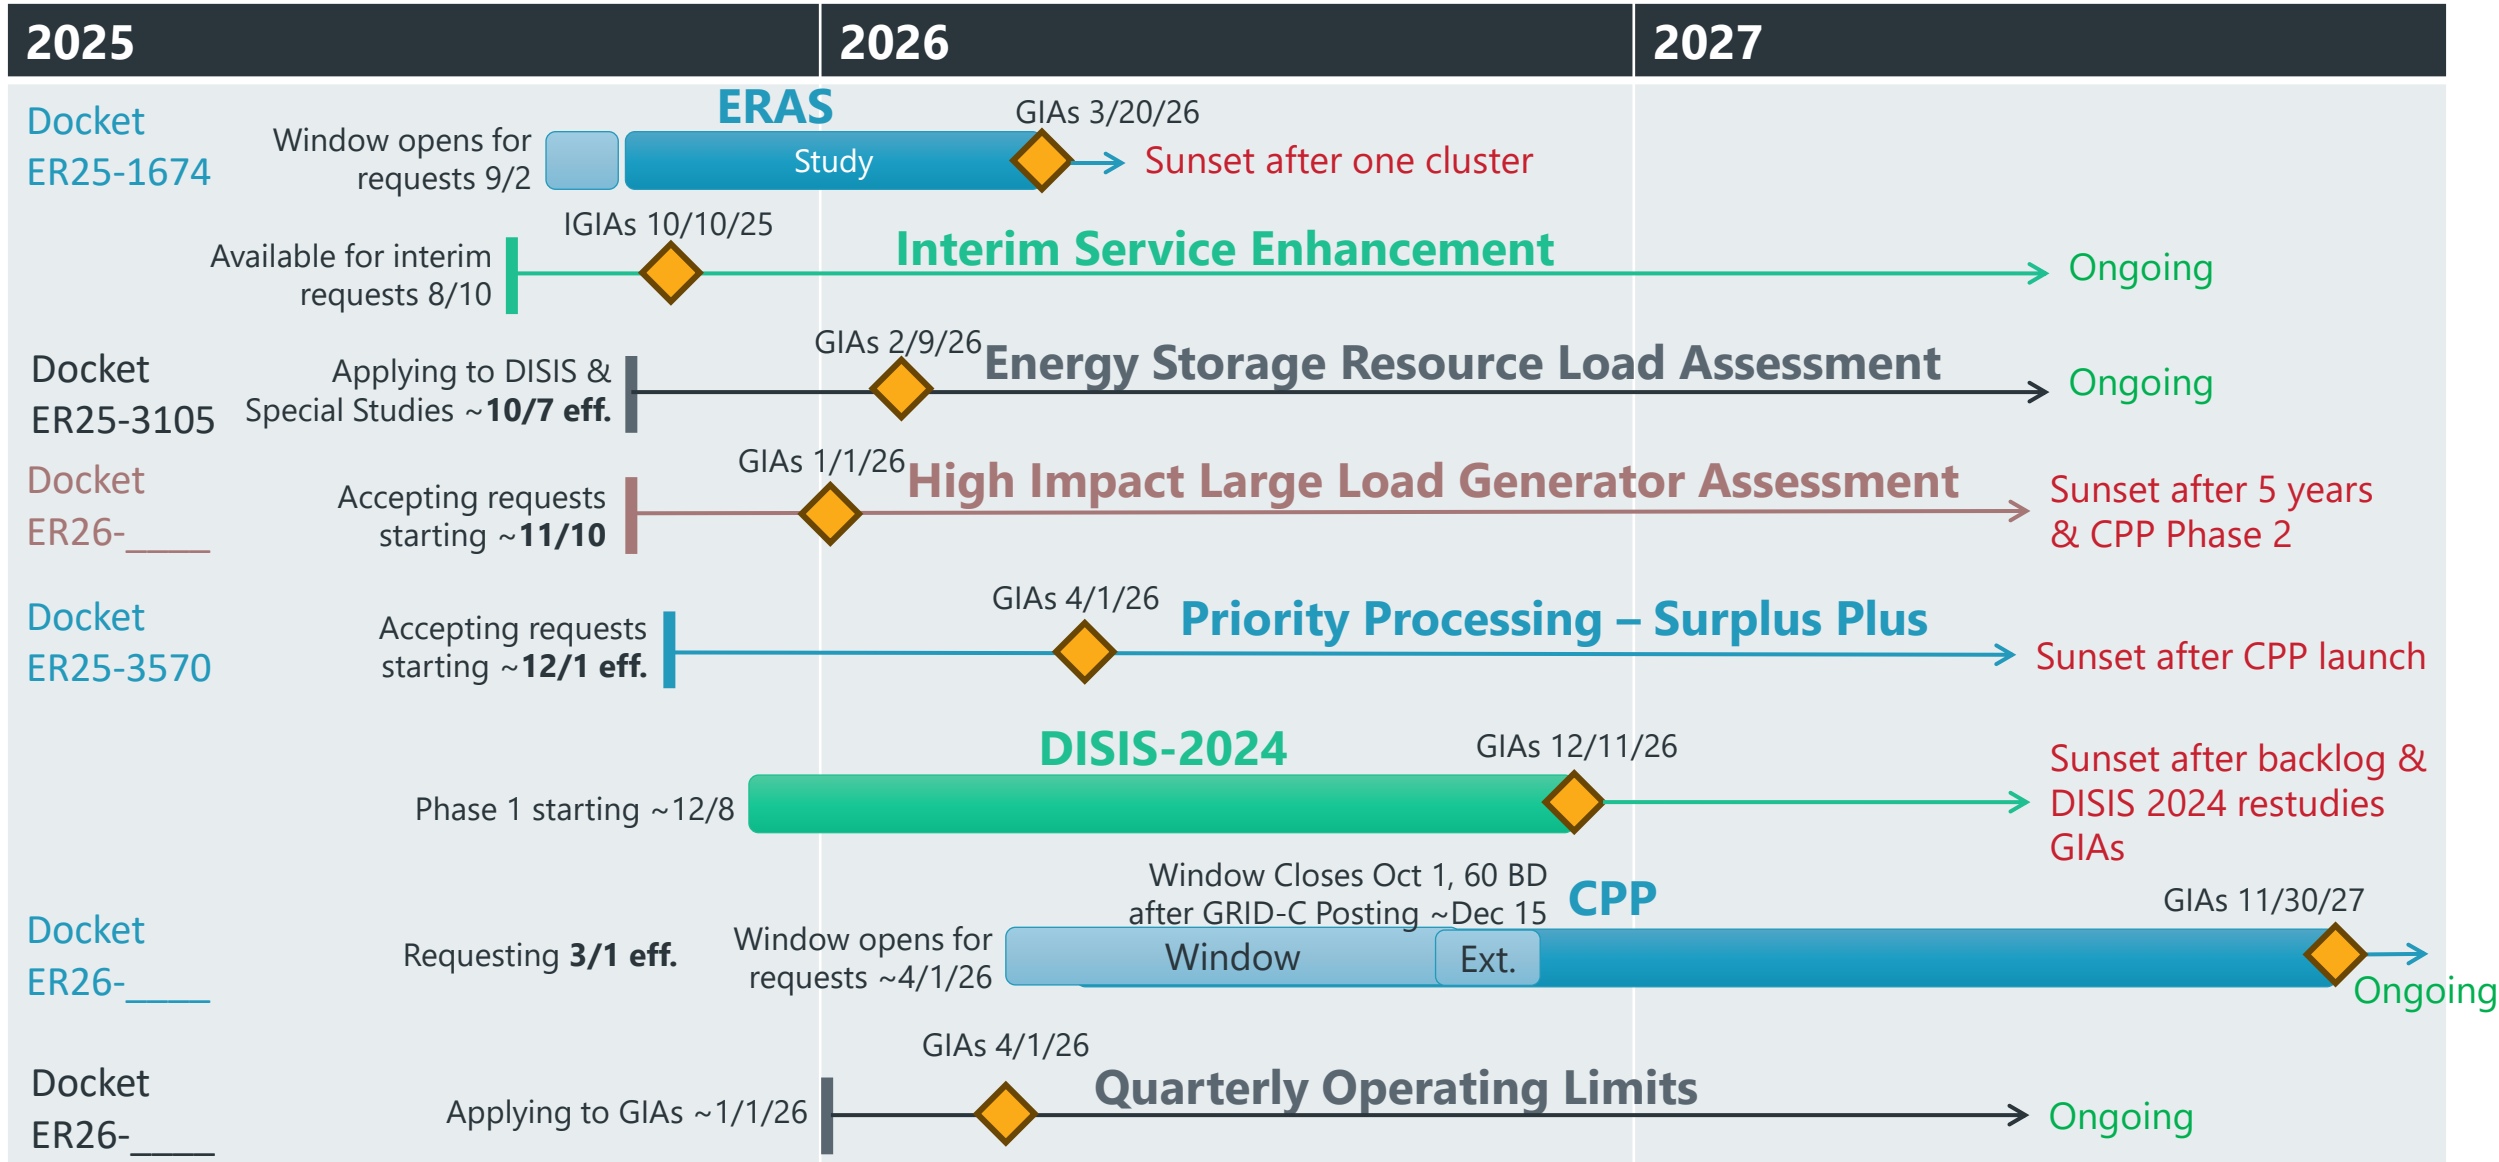 2025
2026
2027
Docket
ER25-1674
Window opens for
requests 9/2
ERAS
Study
GIAs 3/20/26
Sunset after one cluster
Available for interim
requests 8/10
IGIAs 10/10/25
Interim Service Enhancement
Ongoing
Docket
ER25-3105
Applying to DISIS &
Special Studies ~10/7 eff.
GIAs 2/9/26
Energy Storage Resource Load Assessment
Ongoing
Docket
ER26-____
Accepting requests
starting ~11/10
GIAs 1/1/26
High Impact Large Load Generator Assessment
Sunset after 5 years
& CPP Phase 2
Docket
ER25-3570
Accepting requests
starting ~12/1 eff.
GIAs 4/1/26
Priority Processing – Surplus Plus
Sunset after CPP launch
Phase 1 starting ~12/8
DISIS-2024
GIAs 12/11/26
Sunset after backlog &
DISIS 2024 restudies
GIAs
Docket
ER26-____
Requesting 3/1 eff.
Window opens for
requests ~4/1/26
Window Closes Oct 1, 60 BD
after GRID-C Posting ~Dec 15
CPP
Window
Ext.
GIAs 11/30/27
Ongoing
Docket
ER26-____
Applying to GIAs ~1/1/26
GIAs 4/1/26
Quarterly Operating Limits
Ongoing